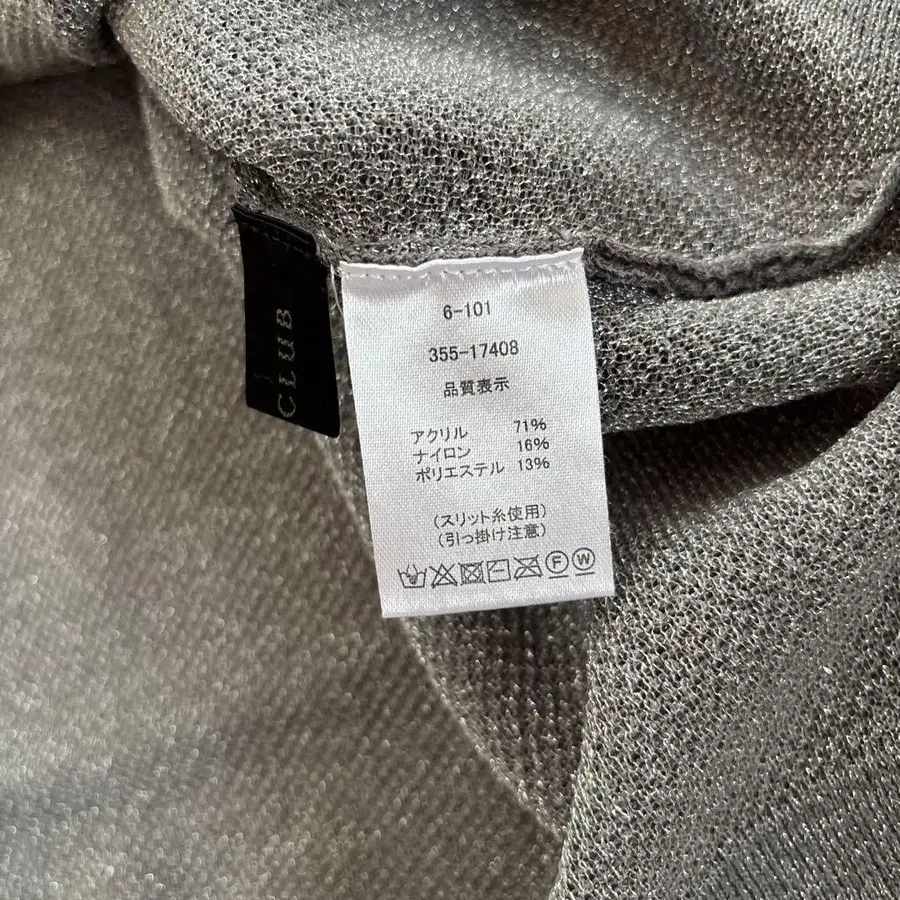 CLUB
6-101
355-17408
品質表示
アクリル 71%
ナイロン 16%
ポリエステル 13%
(スリット糸使用)
(引っ掛け注意)
F W